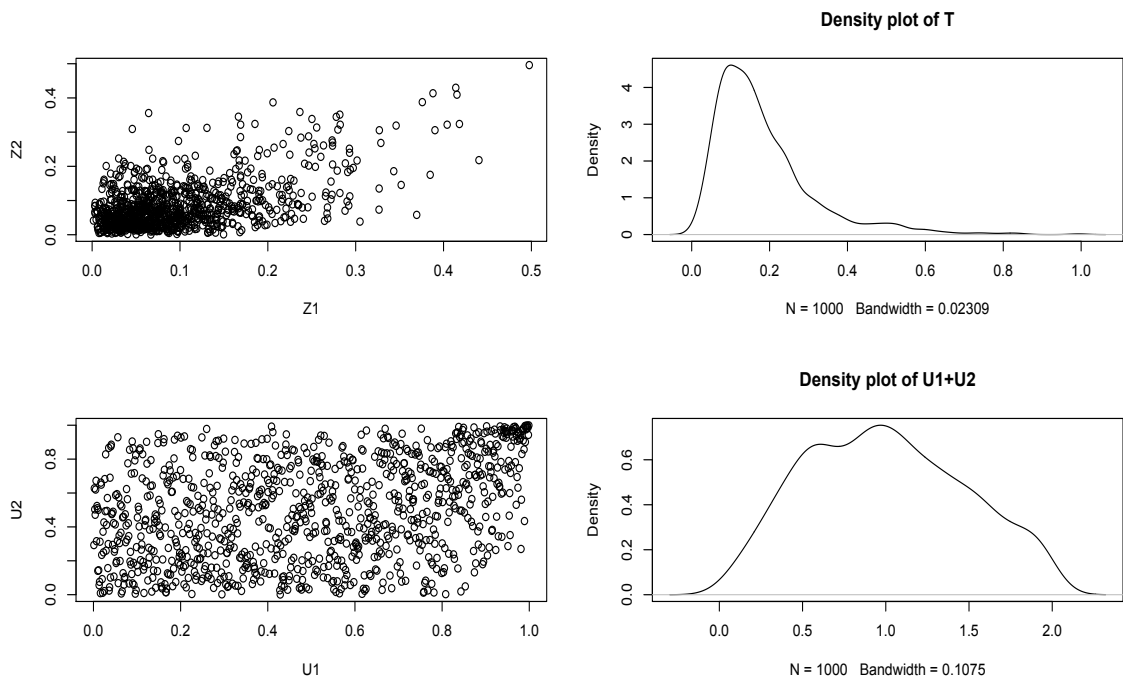 Z2
0.0 0.2 0.4
0.0 0.1 0.2 0.3 0.4 0.5
Z1
Density plot of T
Density
0 1 2 3 4
0.0 0.2 0.4 0.6 0.8 1.0
N = 1000 Bandwidth = 0.02309
U2
0.0 0.4 0.8
0.0 0.2 0.4 0.6 0.8 1.0
U1
Density plot of U1+U2
Density
0.0 0.2 0.4 0.6
0.0 0.5 1.0 1.5 2.0
N = 1000 Bandwidth = 0.1075